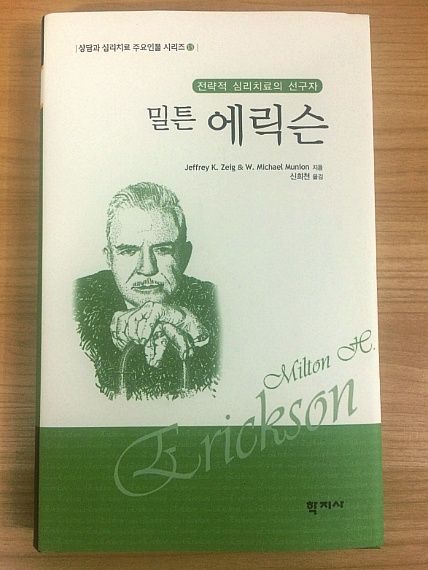 상담과 심리치료 주요인물 시리즈
전략적 심리치료의 선구자
밀튼 에릭슨
Jeffrey K. Zeig & W. Michael Munion 지음
신희천 옮김
Milton H.
Erickson
학지사